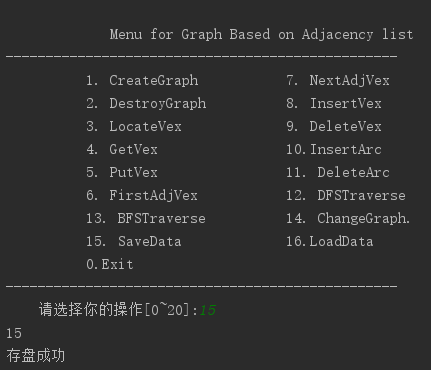 Menu for Graph Based on Adjacency list
-------------------------------------------------
1. CreateGraph 7. NextAdjVex
2. DestroyGraph 8. InsertVex
3. LocateVex 9. DeleteVex
4. GetVex 10.InsertArc
5. PutVex 11. DeleteArc
6. FirstAdjVex 12. DFSTraverse
13. BFSTraverse 14. ChangeGraph.
15. SaveData 16.LoadData
0.Exit
-------------------------------------------------
请选择你的操作[0~20]:15
15
存盘成功